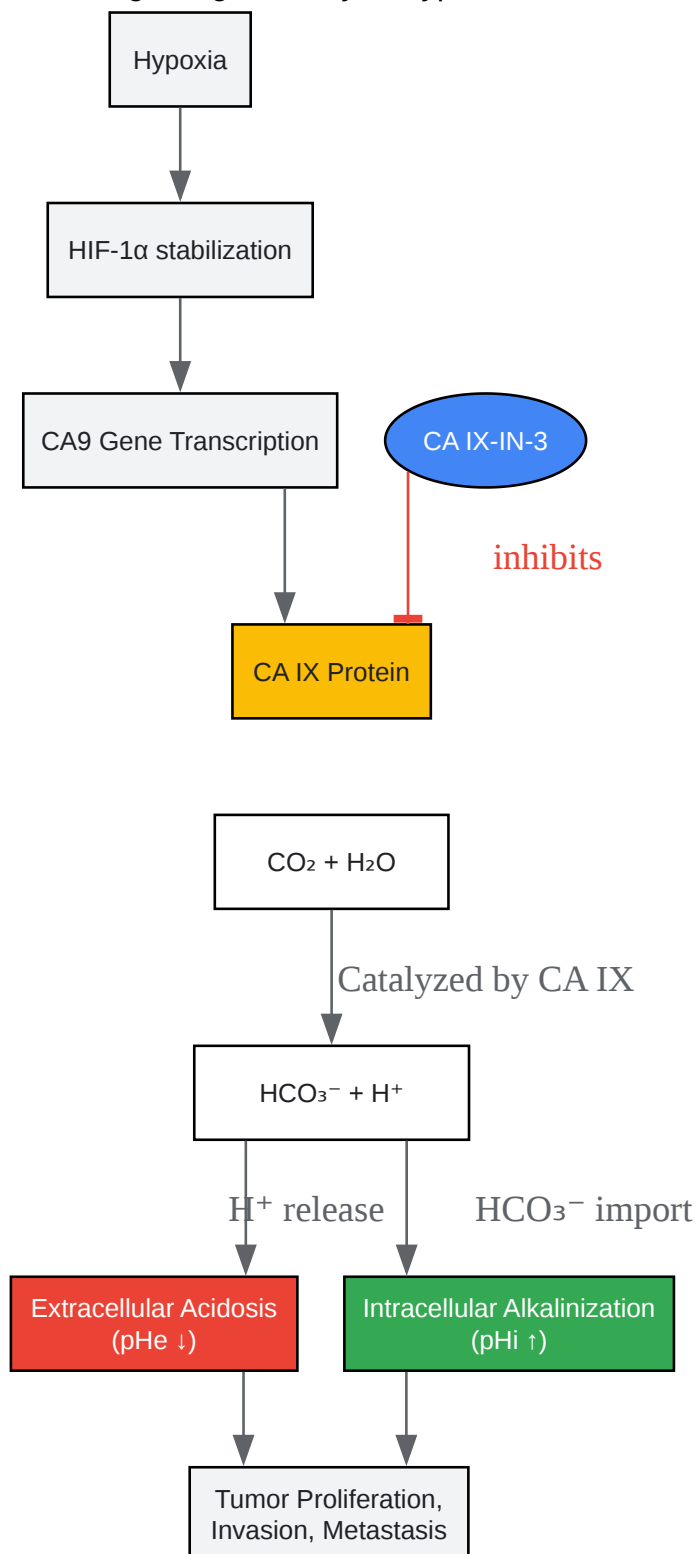 Hypoxia
HIF-1α stabilization
CA9 Gene Transcription
CA IX-IN-3
inhibits
CA IX Protein
CO₂ + H₂O
Catalyzed by CA IX
HCO₃⁻ + H⁺
H⁺ release
HCO₃⁻ import
Extracellular Acidosis
(pHe ↓)
Intracellular Alkalinization
(pHi ↑)
Tumor Proliferation,
Invasion, Metastasis